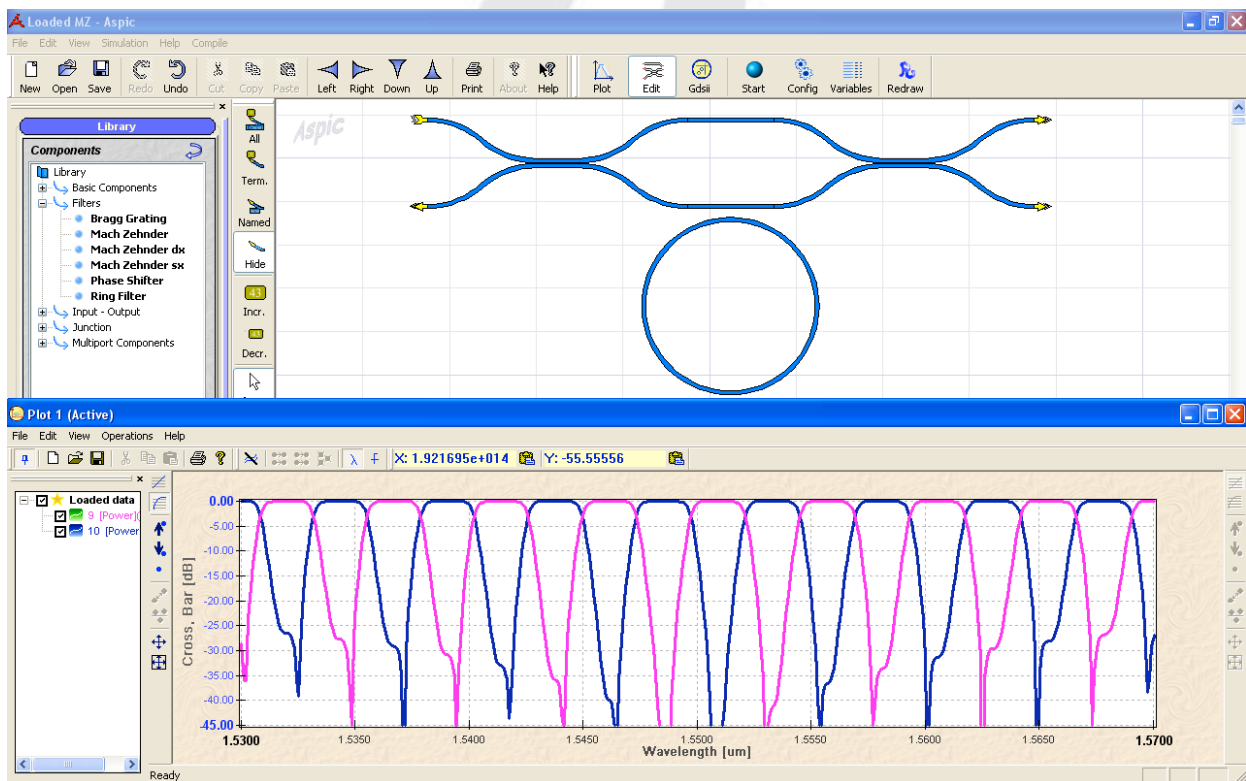 Loaded MZ - Aspic
File Edit View Simulation Help Compile
New Open Save Redo Undo Cut Copy Paste Left Right Down Up Print About Help Plot Edit Gdsii Start Config Variables Redraw
Library
Components
Library
Basic Components
Filters
Bragg Grating
Mach Zehnder
Mach Zehnder dx
Mach Zehnder sx
Phase Shifter
Ring Filter
Input - Output
Junction
Multiport Components
All
Term.
Named
Hide
43
Incr.
43
Decr.
Aspic
Plot 1 (Active)
File Edit View Operations Help
λ F X: 1.921695e+014 Y: -55.55556
Loaded data
9 [Power](
10 [Power
Cross, Bar [dB]
0.00
-5.00
-10.00
-15.00
-20.00
-25.00
-30.00
-35.00
-40.00
-45.00
1.5300 1.5350 1.5400 1.5450 1.5500 1.5550 1.5600 1.5650 1.5700
Wavelength [um]
Ready